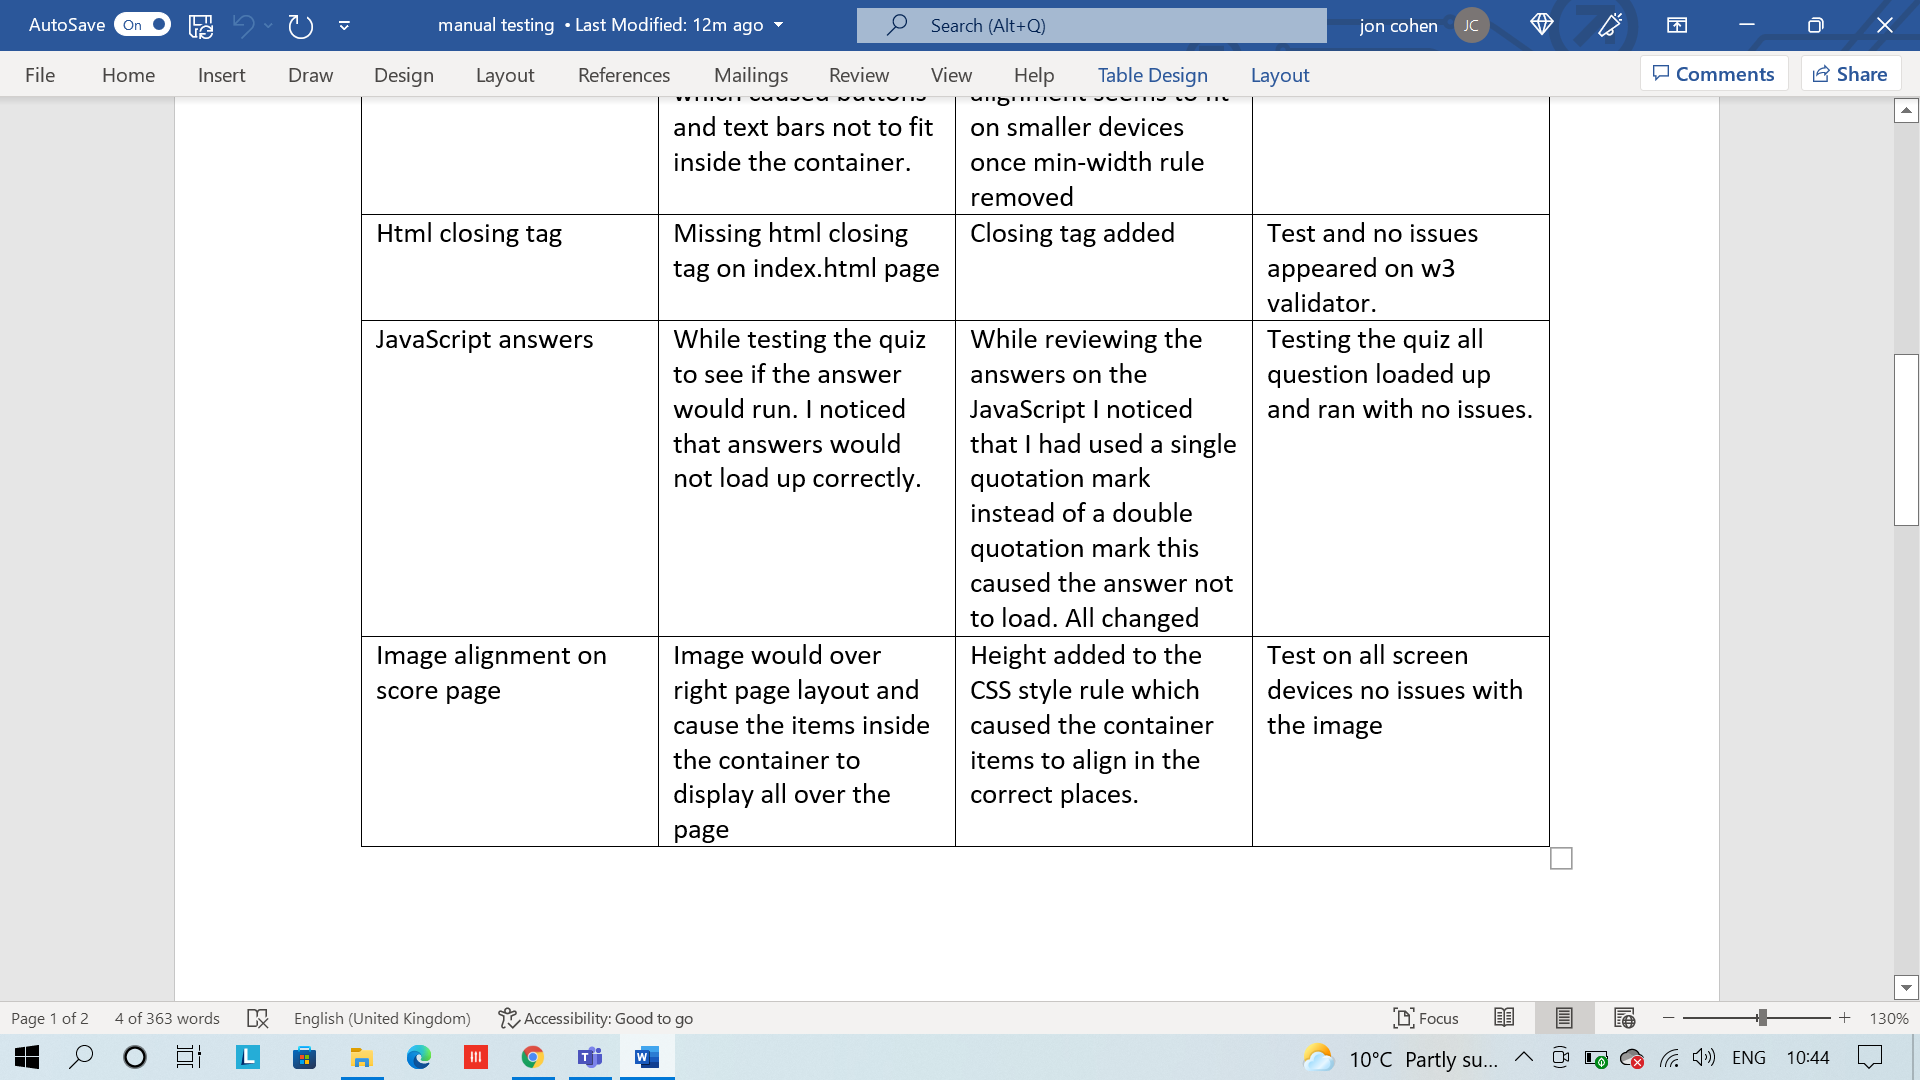 AutoSave On manual testing • Last Modified: 12m ago Search (Alt+Q) jon cohen JC
File Home Insert Draw Design Layout References Mailings Review View Help Table Design Layout Comments Share
which caused buttons
and text bars not to fit
inside the container.
alignment seems to fit
on smaller devices
once min-width rule
removed
Html closing tag
Missing html closing
tag on index.html page
Closing tag added
Test and no issues
appeared on w3
validator.
JavaScript answers
While testing the quiz
to see if the answer
would run. I noticed
that answers would
not load up correctly.
While reviewing the
answers on the
JavaScript I noticed
that I had used a single
quotation mark
instead of a double
quotation mark this
caused the answer not
to load. All changed
Testing the quiz all
question loaded up
and ran with no issues.
Image alignment on
score page
Image would over
right page layout and
cause the items inside
the container to
display all over the
page
Height added to the
CSS style rule which
caused the container
items to align in the
correct places.
Test on all screen
devices no issues with
the image
Page 1 of 2 4 of 363 words English (United Kingdom) Accessibility: Good to go Focus 130%
L W 10°C Partly su... ENG 10:44